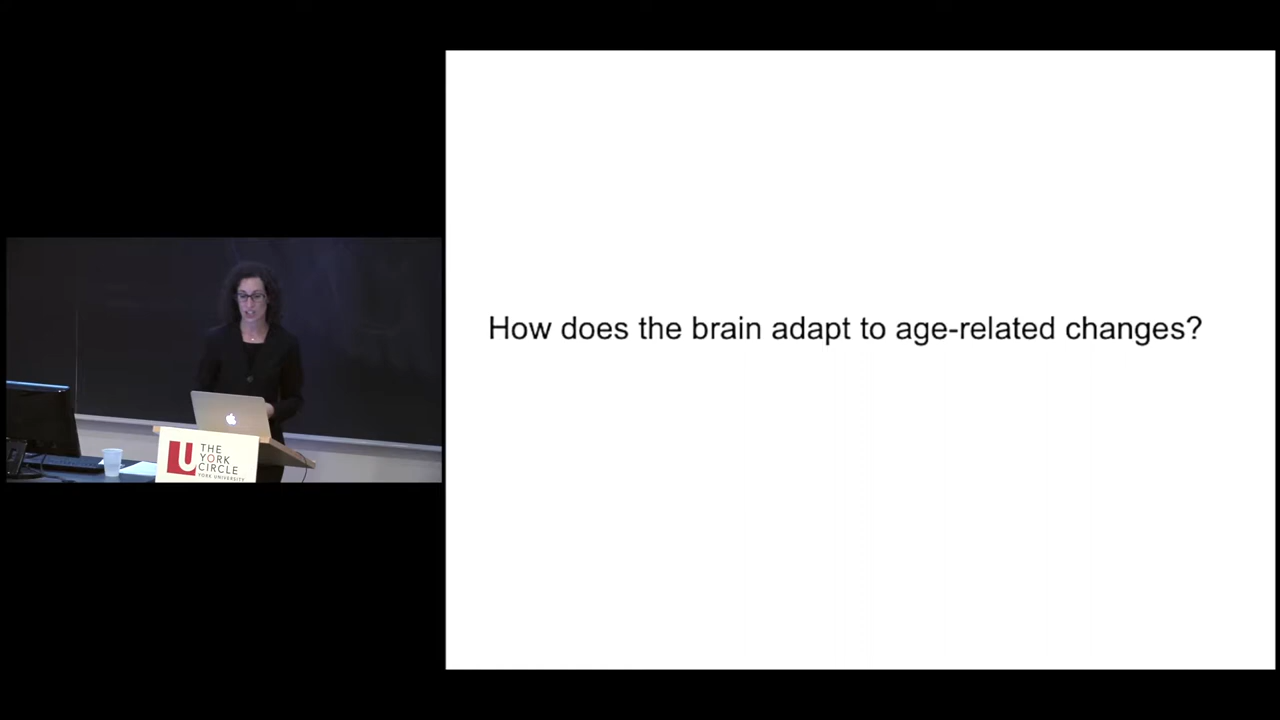 How does the brain adapt to age-related changes?
U
THE
YORK
CIRCLE
YORK UNIVERSITY